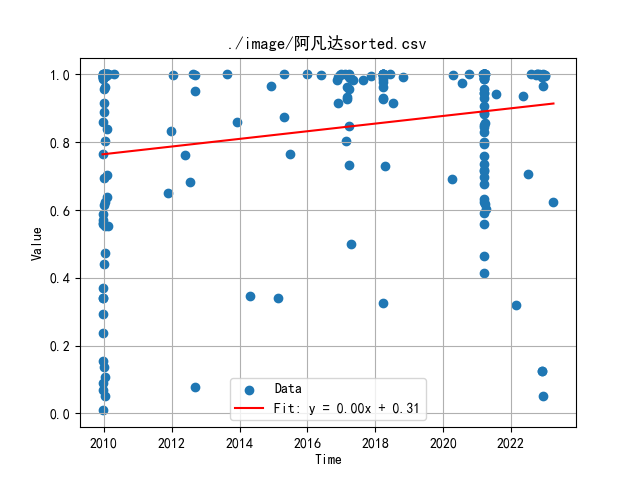 ./image/阿凡达sorted.csv
1.0
0.8
0.6
0.4
0.2
0.0
Value
2010 2012 2014 2016 2018 2020 2022
Time
Data
Fit: y = 0.00x + 0.31